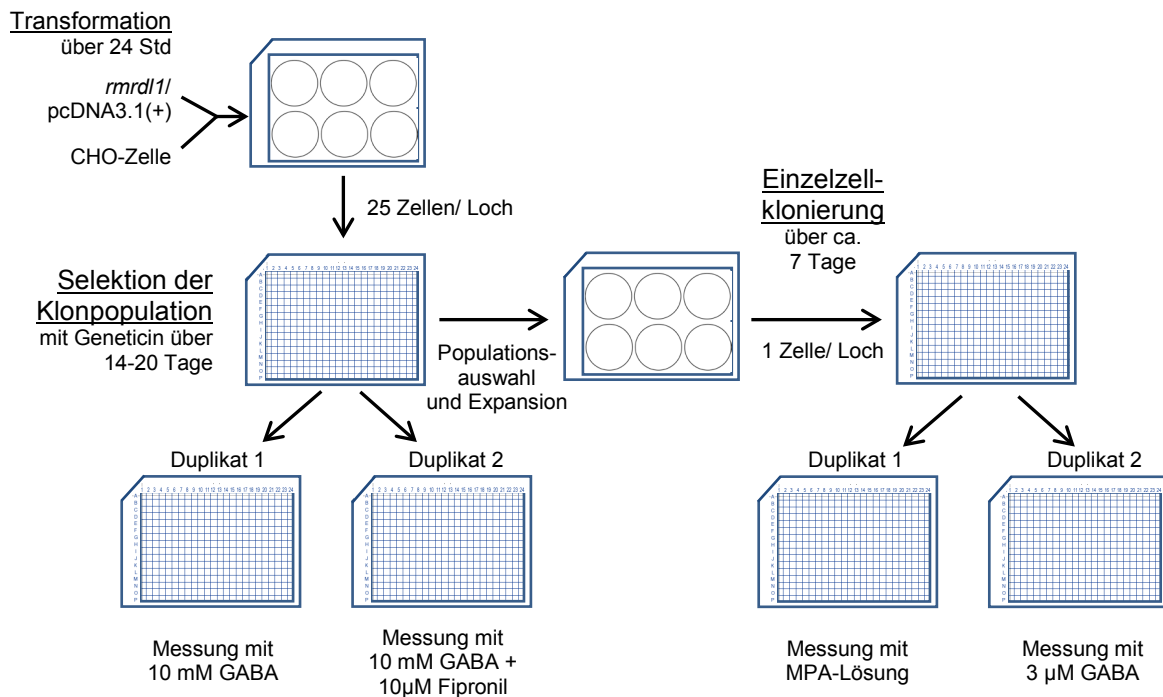 Transformation
über 24 Std
rmrdl1/
pcDNA3.1(+)
CHO-Zelle
25 Zellen/ Loch
Selektion der
Klonpopulation
mit Geneticin über
14-20 Tage
Populations-
auswahl
und Expansion
Einzelzell-
klonierung
über ca.
7 Tage
1 Zelle/ Loch
Duplikat 1
Duplikat 2
Duplikat 1
Duplikat 2
Messung mit
10 mM GABA
Messung mit
10 mM GABA +
10µM Fipronil
Messung mit
MPA-Lösung
Messung mit
3 µM GABA